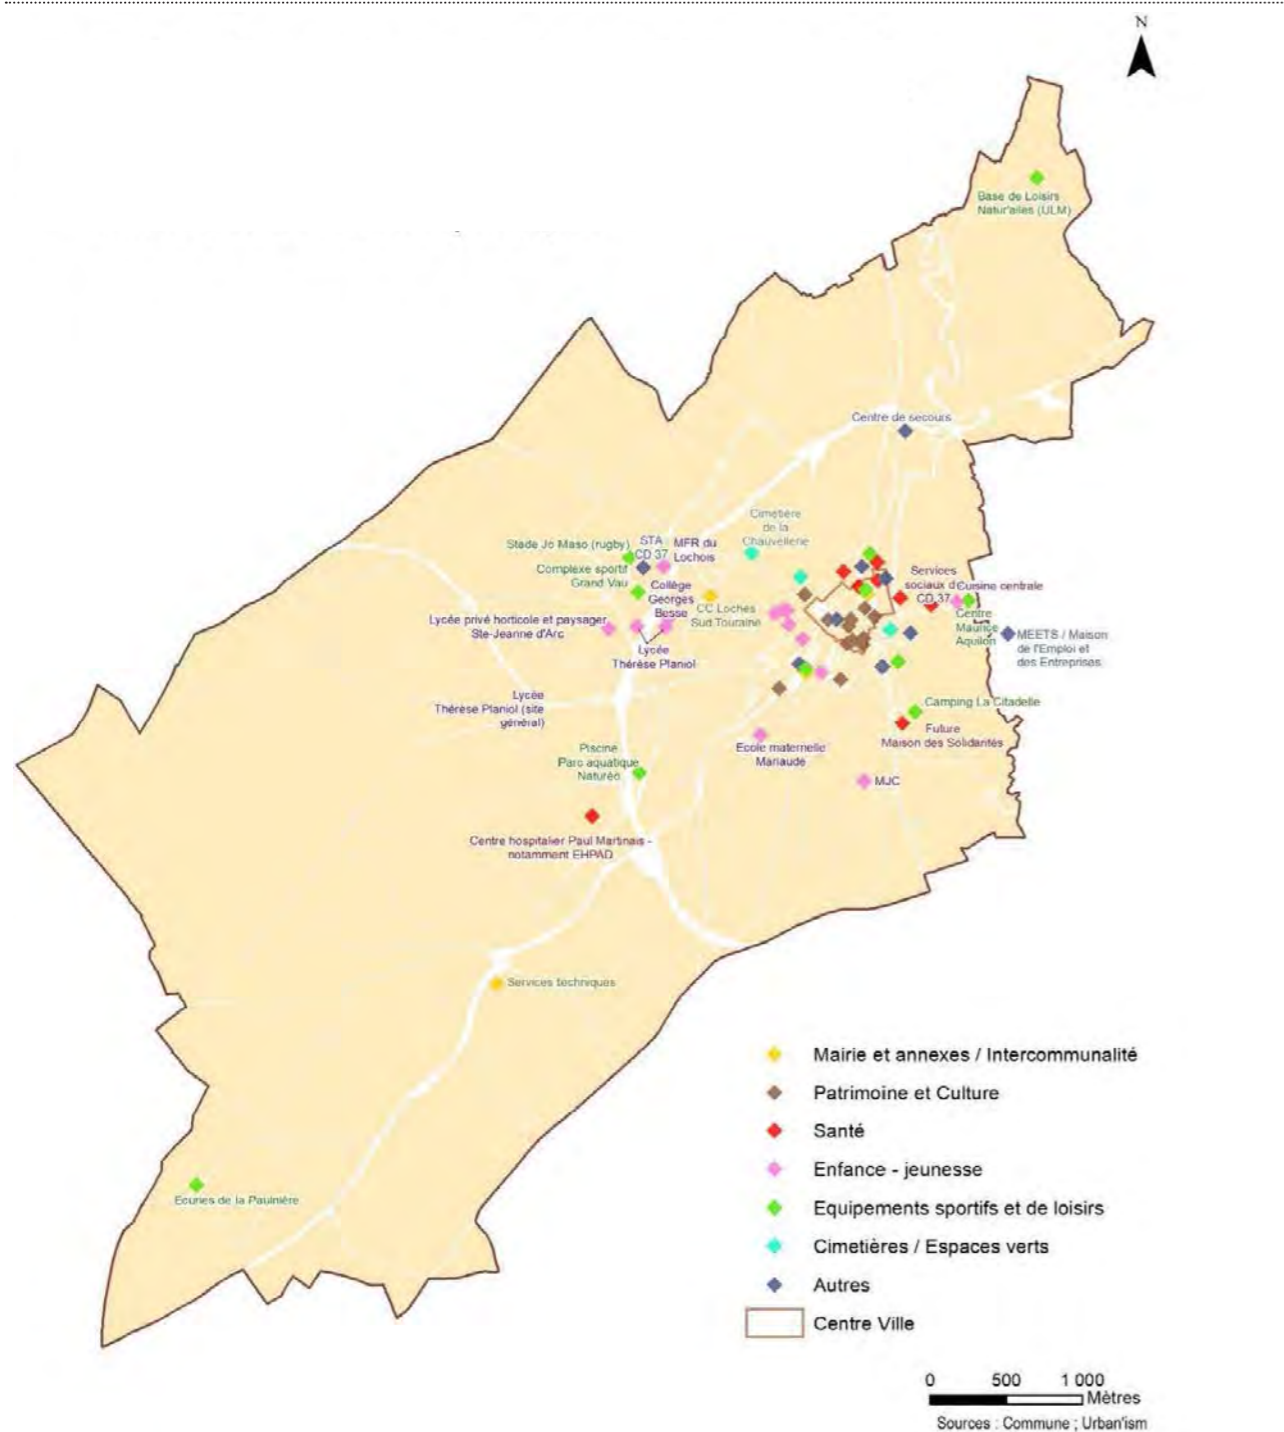 N
Base de Loisirs
Natur'ailes (ULM)
Centre de secours
Cimetière
de la
Chauvellerie
Stade Jo Maso (rugby)
STA
CD 37
MFR du
Lochois
Complexe sportif
Grand Vau
Collège
Georges
Besse
CC Loches
Sud Touraine
Services
sociaux du
CD 37
Cuisine centrale
Centre
Maurice
Aquilon
MEETS / Maison
de l'Emploi et
des Entreprises
Lycée privé horticole et paysager
Ste-Jeanne d'Arc
Lycée
Thérèse Planiol
Lycée
Thérèse Planiol (site
général)
Camping La Citadelle
Future
Maison des Solidarités
Ecole maternelle
Mariaude
Piscine
Parc aquatique
Naturéo
MJC
Centre hospitalier Paul Martinais -
notamment EHPAD
Services techniques
Ecuries de la Paulnière
Mairie et annexes / Intercommunalité
Patrimoine et Culture
Santé
Enfance - jeunesse
Equipements sportifs et de loisirs
Cimetières / Espaces verts
Autres
Centre Ville
0 500 1 000
Mètres
Sources : Commune ; Urban'ism